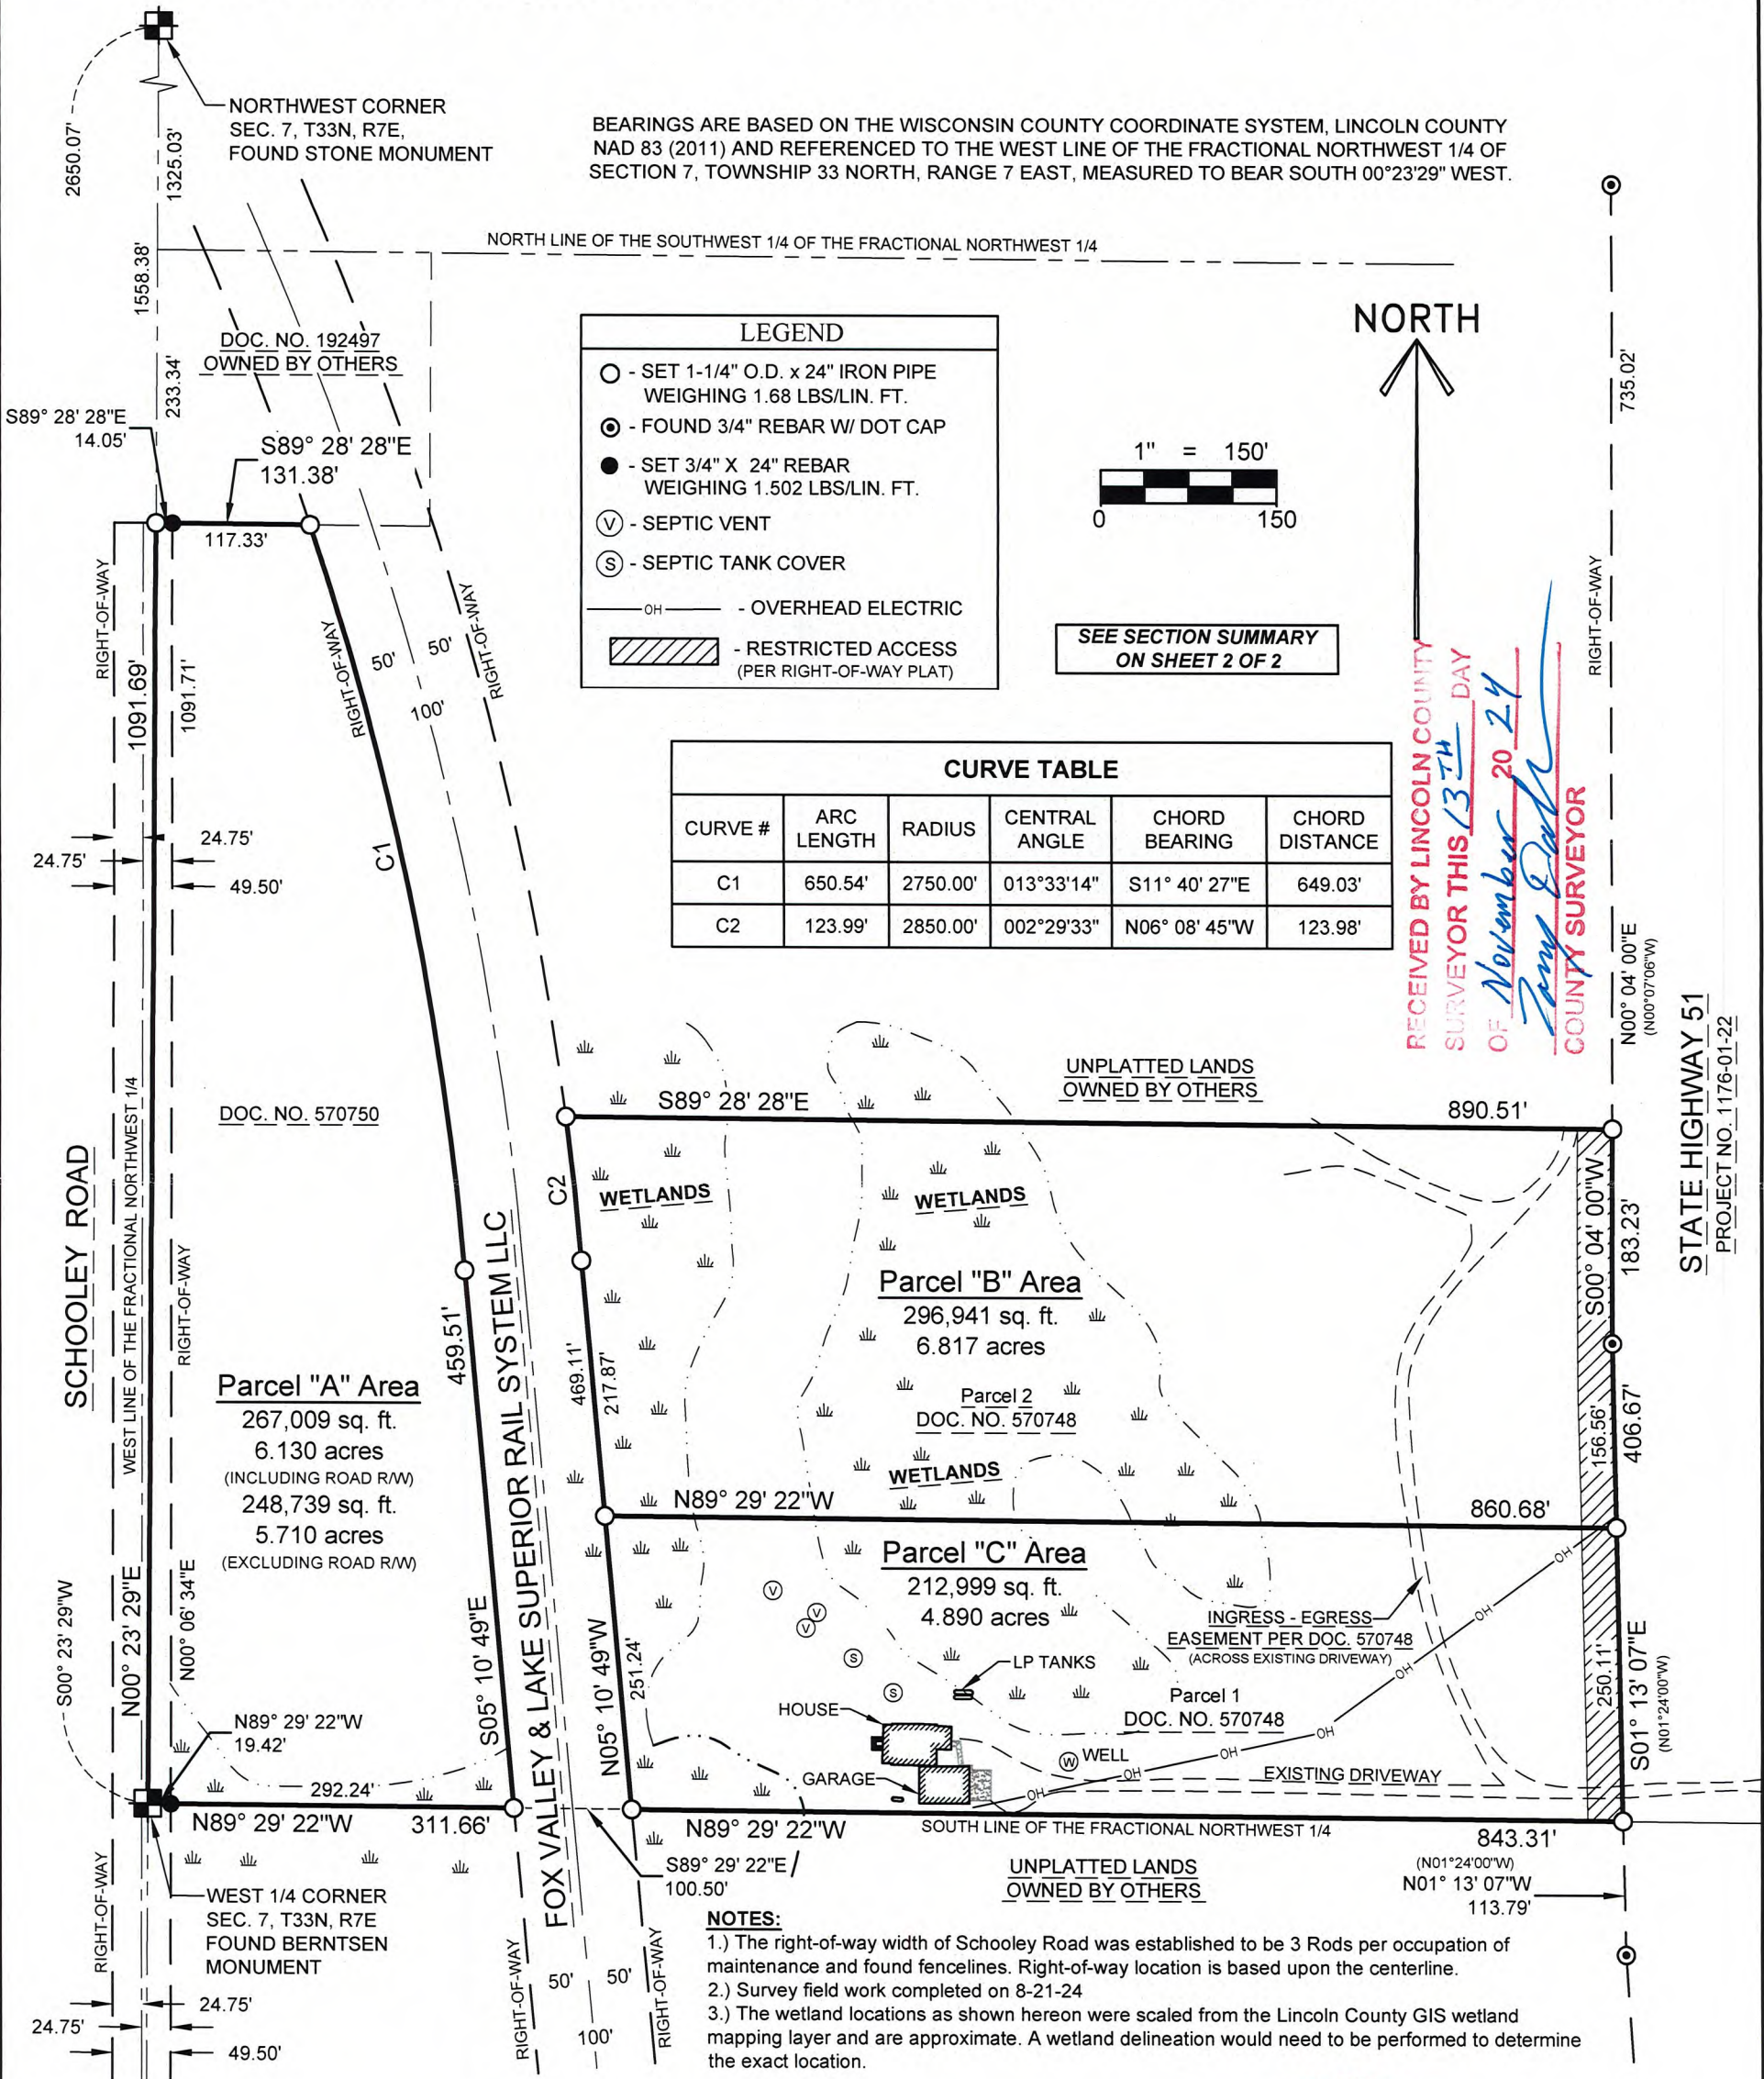 2650.07'
1325.03'
NORTHWEST CORNER
SEC. 7, T33N, R7E,
FOUND STONE MONUMENT
BEARINGS ARE BASED ON THE WISCONSIN COUNTY COORDINATE SYSTEM, LINCOLN COUNTY
NAD 83 (2011) AND REFERENCED TO THE WEST LINE OF THE FRACTIONAL NORTHWEST 1/4 OF
SECTION 7, TOWNSHIP 33 NORTH, RANGE 7 EAST, MEASURED TO BEAR SOUTH 00°23'29" WEST.
NORTH LINE OF THE SOUTHWEST 1/4 OF THE FRACTIONAL NORTHWEST 1/4
1558.38'
233.34'
DOC. NO. 192497
OWNED BY OTHERS
S89° 28' 28"E
14.05'
S89° 28' 28"E
131.38'
117.33'
LEGEND
- SET 1-1/4" O.D. x 24" IRON PIPE
WEIGHING 1.68 LBS/LIN. FT.
- FOUND 3/4" REBAR W/ DOT CAP
- SET 3/4" X 24" REBAR
WEIGHING 1.502 LBS/LIN. FT.
V - SEPTIC VENT
S - SEPTIC TANK COVER
OH - OVERHEAD ELECTRIC
- RESTRICTED ACCESS
(PER RIGHT-OF-WAY PLAT)
NORTH
1" = 150'
0 150
SEE SECTION SUMMARY
ON SHEET 2 OF 2
735.02'
RIGHT-OF-WAY
RECEIVED BY LINCOLN COUNTY
SURVEYOR THIS 13TH DAY
OF November 20 24
COUNTY SURVEYOR
N00° 04' 00"E
(N00°07'06"W)
STATE HIGHWAY 51
PROJECT NO. 1176-01-22
CURVE TABLE
CURVE # ARC LENGTH RADIUS CENTRAL ANGLE CHORD BEARING CHORD DISTANCE
C1 650.54' 2750.00' 013°33'14" S11° 40' 27"E 649.03'
C2 123.99' 2850.00' 002°29'33" N06° 08' 45"W 123.98'
RIGHT-OF-WAY
1091.69'
1091.71'
RIGHT-OF-WAY
50' 50'
100'
RIGHT-OF-WAY
C1
24.75'
24.75'
49.50'
SCHOOLEY ROAD
WEST LINE OF THE FRACTIONAL NORTHWEST 1/4
RIGHT-OF-WAY
DOC. NO. 570750
Parcel "A" Area
267,009 sq. ft.
6.130 acres
(INCLUDING ROAD R/W)
248,739 sq. ft.
5.710 acres
(EXCLUDING ROAD R/W)
S00° 23' 29"W
N00° 23' 29"E
N00° 06' 34"E
459.51'
S05° 10' 49"E
FOX VALLEY & LAKE SUPERIOR RAIL SYSTEM LLC
UNPLATTED LANDS
OWNED BY OTHERS
S89° 28' 28"E
890.51'
C2
WETLANDS
WETLANDS
469.11'
217.87'
Parcel "B" Area
296,941 sq. ft.
6.817 acres
Parcel 2
DOC. NO. 570748
WETLANDS
S00° 04' 00"W
183.23'
156.56'
406.67'
N89° 29' 22"W
860.68'
Parcel "C" Area
212,999 sq. ft.
4.890 acres
V
V
V
S
S
N05° 10' 49"W
251.24'
INGRESS - EGRESS
EASEMENT PER DOC. 570748
(ACROSS EXISTING DRIVEWAY)
OH
OH
OH
OH
OH
OH
OH
LP TANKS
HOUSE
GARAGE
Parcel 1
DOC. NO. 570748
W WELL
EXISTING DRIVEWAY
250.11'
S01° 13' 07"E
(N01°24'00"W)
N89° 29' 22"W
19.42'
292.24'
N89° 29' 22"W
311.66'
S89° 29' 22"E
100.50'
N89° 29' 22"W
SOUTH LINE OF THE FRACTIONAL NORTHWEST 1/4
843.31'
UNPLATTED LANDS
OWNED BY OTHERS
(N01°24'00"W)
N01° 13' 07"W
113.79'
WEST 1/4 CORNER
SEC. 7, T33N, R7E
FOUND BERNTSEN
MONUMENT
RIGHT-OF-WAY
24.75'
24.75'
49.50'
RIGHT-OF-WAY
50' 50'
100'
RIGHT-OF-WAY
NOTES:
1.) The right-of-way width of Schooley Road was established to be 3 Rods per occupation of
maintenance and found fencelines. Right-of-way location is based upon the centerline.
2.) Survey field work completed on 8-21-24
3.) The wetland locations as shown hereon were scaled from the Lincoln County GIS wetland
mapping layer and are approximate. A wetland delineation would need to be performed to determine
the exact location.